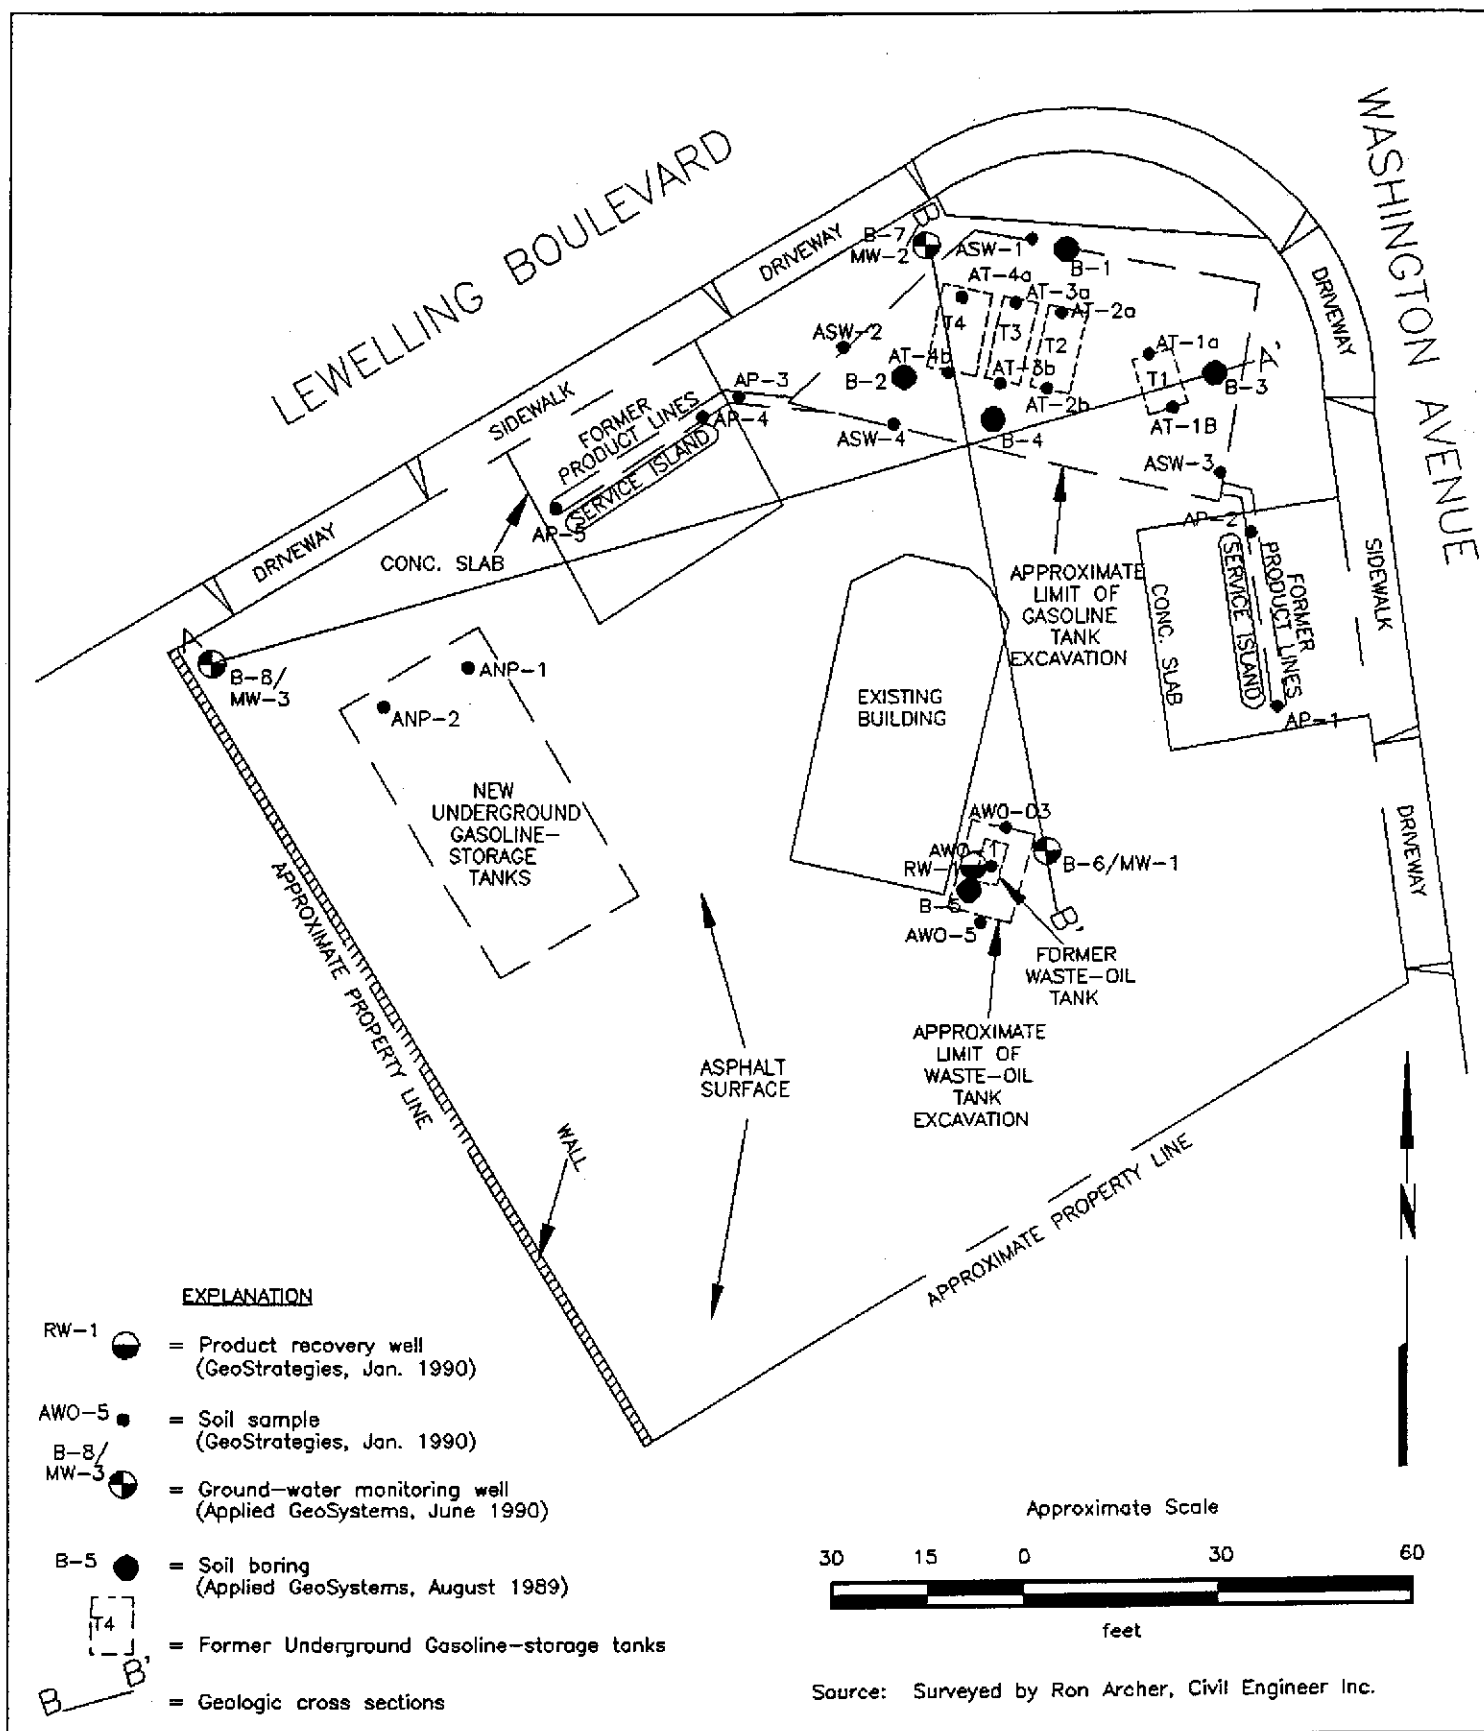 LEWELLING BOULEVARD
WASHINGTON AVENUE
DRIVEWAY
SIDEWALK
DRIVEWAY
DRIVEWAY
SIDEWALK
DRIVEWAY
B
B-7
MW-2
ASW-1
B-1
AT-4a
AT-3a
AT-2a
T4
T3
T2
ASW-2
AT-4b
AT-3b
AT-1a
A'
B-2
T1
B-3
AT-2b
AP-3
AP-4
ASW-4
B-4
AT-1B
FORMER
PRODUCT LINES
SERVICE ISLAND
ASW-3
AP-5
CONC. SLAB
AP-2
APPROXIMATE
LIMIT OF
GASOLINE
TANK
EXCAVATION
CONC. SLAB
SERVICE ISLAND
FORMER
PRODUCT LINES
AP-1
A
B-8/
MW-3
ANP-1
ANP-2
EXISTING
BUILDING
NEW
UNDERGROUND
GASOLINE-
STORAGE
TANKS
AWO-D3
AWO-1
RW-1
B-6/MW-1
B-5
B'
AWO-5
FORMER
WASTE-OIL
TANK
APPROXIMATE
LIMIT OF
WASTE-OIL
TANK
EXCAVATION
ASPHALT
SURFACE
APPROXIMATE PROPERTY LINE
WALL
APPROXIMATE PROPERTY LINE
N
EXPLANATION
RW-1 = Product recovery well
(GeoStrategies, Jan. 1990)
AWO-5 = Soil sample
(GeoStrategies, Jan. 1990)
B-8/
MW-3 = Ground-water monitoring well
(Applied GeoSystems, June 1990)
B-5 = Soil boring
(Applied GeoSystems, August 1989)
T4 = Former Underground Gasoline-storage tanks
B B' = Geologic cross sections
Approximate Scale
30 15 0 30 60
feet
Source: Surveyed by Ron Archer, Civil Engineer Inc.